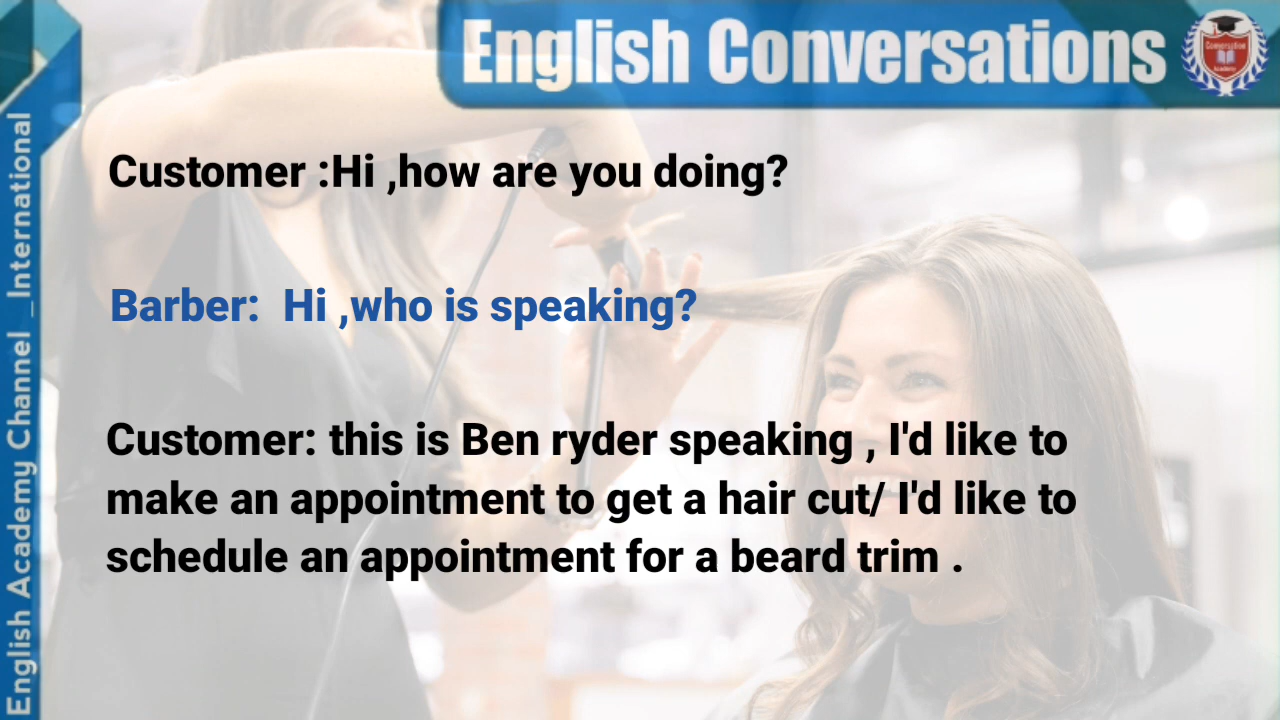 English Conversations
Conversation
Academy
Customer :Hi ,how are you doing?
Barber:  Hi ,who is speaking?
Customer: this is Ben ryder speaking , I'd like to
make an appointment to get a hair cut/ I'd like to
schedule an appointment for a beard trim .
English Academy Channel _International